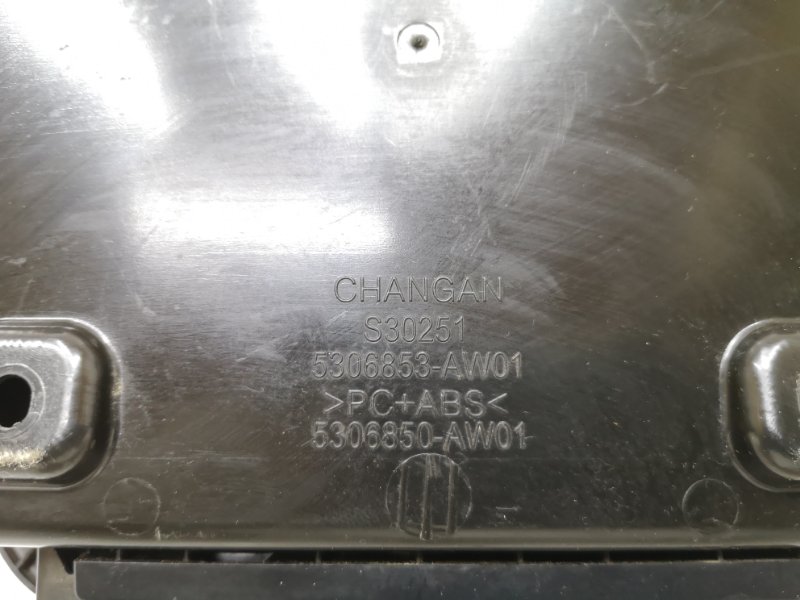 CHANGAN
S30251
5306853-AW01
>PC+ABS<
5306850-AW01